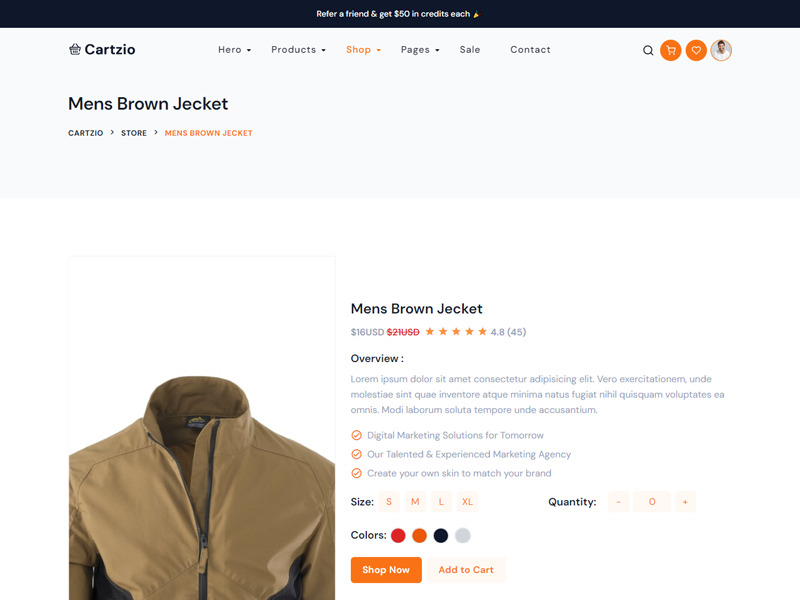 Refer a friend & get $50 in credits each 🎉
Cartzio
Hero Products Shop Pages Sale Contact
Mens Brown Jecket
CARTZIO > STORE > MENS BROWN JECKET
Mens Brown Jecket
$16USD $21USD ★★★★★ 4.8 (45)
Overview :
Lorem ipsum dolor sit amet consectetur adipisicing elit. Vero exercitationem, unde
molestiae sint quae inventore atque minima natus fugiat nihil quisquam voluptates ea
omnis. Modi laborum soluta tempore unde accusantium.
Digital Marketing Solutions for Tomorrow
Our Talented & Experienced Marketing Agency
Create your own skin to match your brand
Size: S M L XL Quantity: - 0 +
Colors:
Shop Now Add to Cart